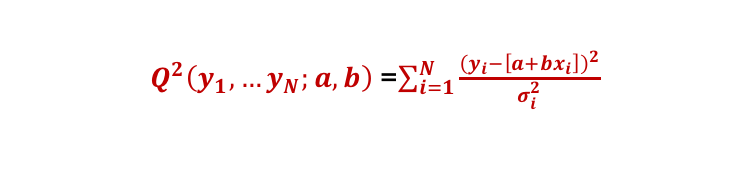 Q²(y₁, … y_N; a, b) = ∑_{i=1}^{N} (y_i−[a+bx_i])² / σ_i²